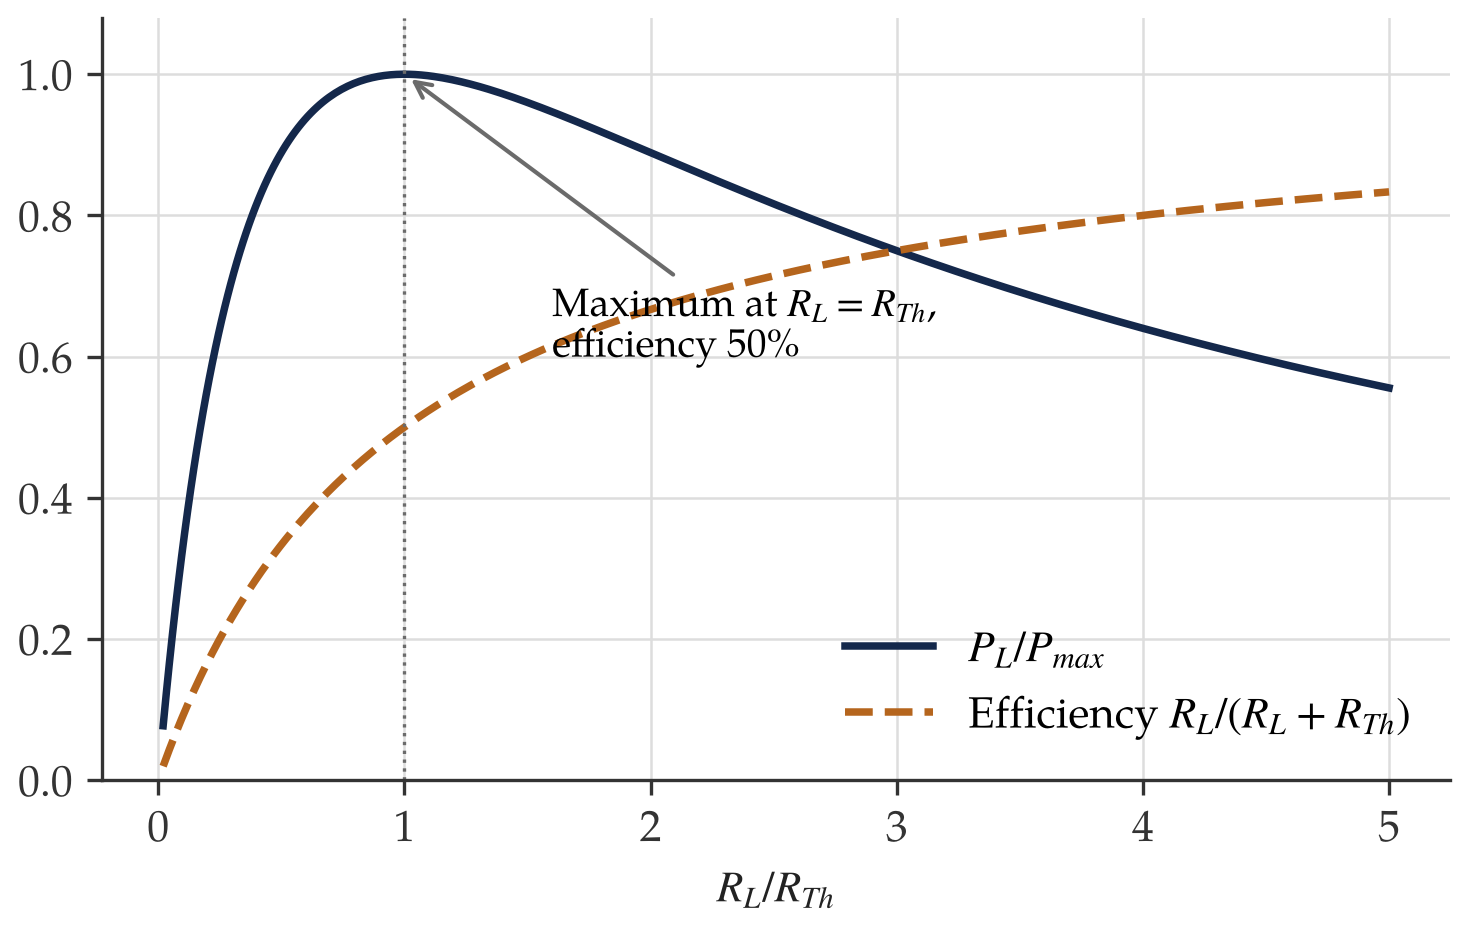 1.0
0.8
0.6
0.4
0.2
0.0
Maximum at R_L = R_Th,
efficiency 50%
P_L/P_max
Efficiency R_L/(R_L + R_Th)
0 1 2 3 4 5
R_L/R_Th